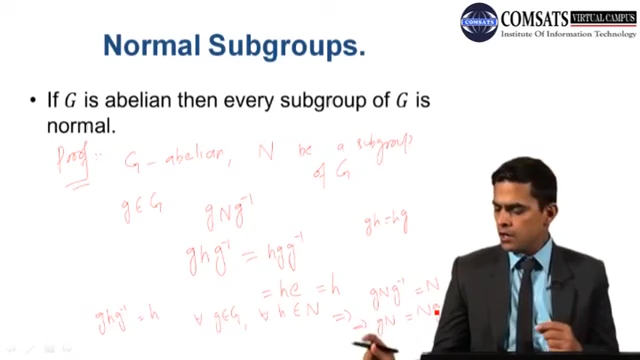 COMSATS VIRTUAL CAMPUS
Institute Of Information Technology
Normal Subgroups.
• If G is abelian then every subgroup of G is
normal.
Proof:- G - abelian, N be a subgroup
of G
g ∈ G gNg⁻¹ gh = hg
ghg⁻¹ = hgg⁻¹
= he = h gNg⁻¹ = N
ghg⁻¹ = h ∀ g∈G, ∀ h ∈ N ⇒
⇒ gN = N